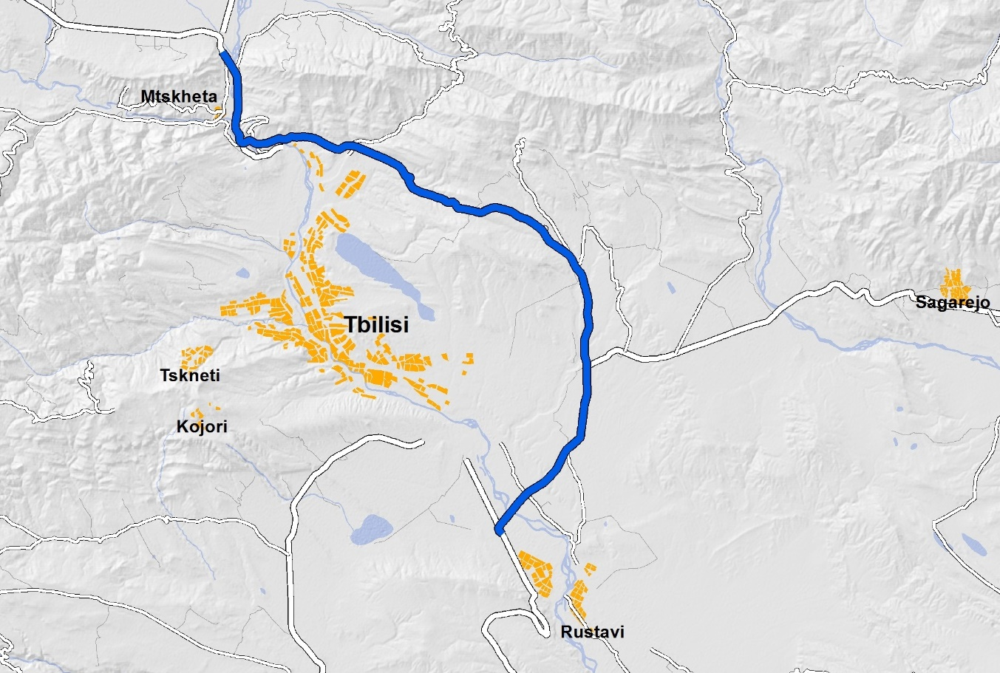 Mtskheta
Sagarejo
Tbilisi
Tskneti
Kojori
Rustavi